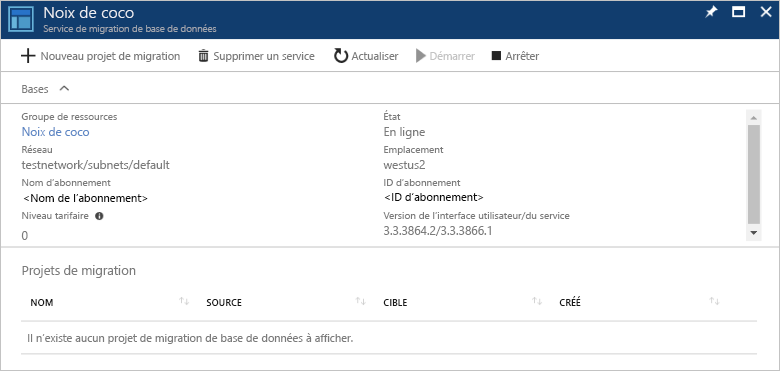 Noix de coco
Service de migration de base de données
Nouveau projet de migration Supprimer un service Actualiser Démarrer Arrêter
Bases
Groupe de ressources État
Noix de coco En ligne
Réseau Emplacement
testnetwork/subnets/default westus2
Nom d'abonnement ID d'abonnement
<Nom de l'abonnement> <ID d'abonnement>
Niveau tarifaire Version de l'interface utilisateur/du service
0 3.3.3864.2/3.3.3866.1
Projets de migration
NOM SOURCE CIBLE CRÉÉ
Il n'existe aucun projet de migration de base de données à afficher.